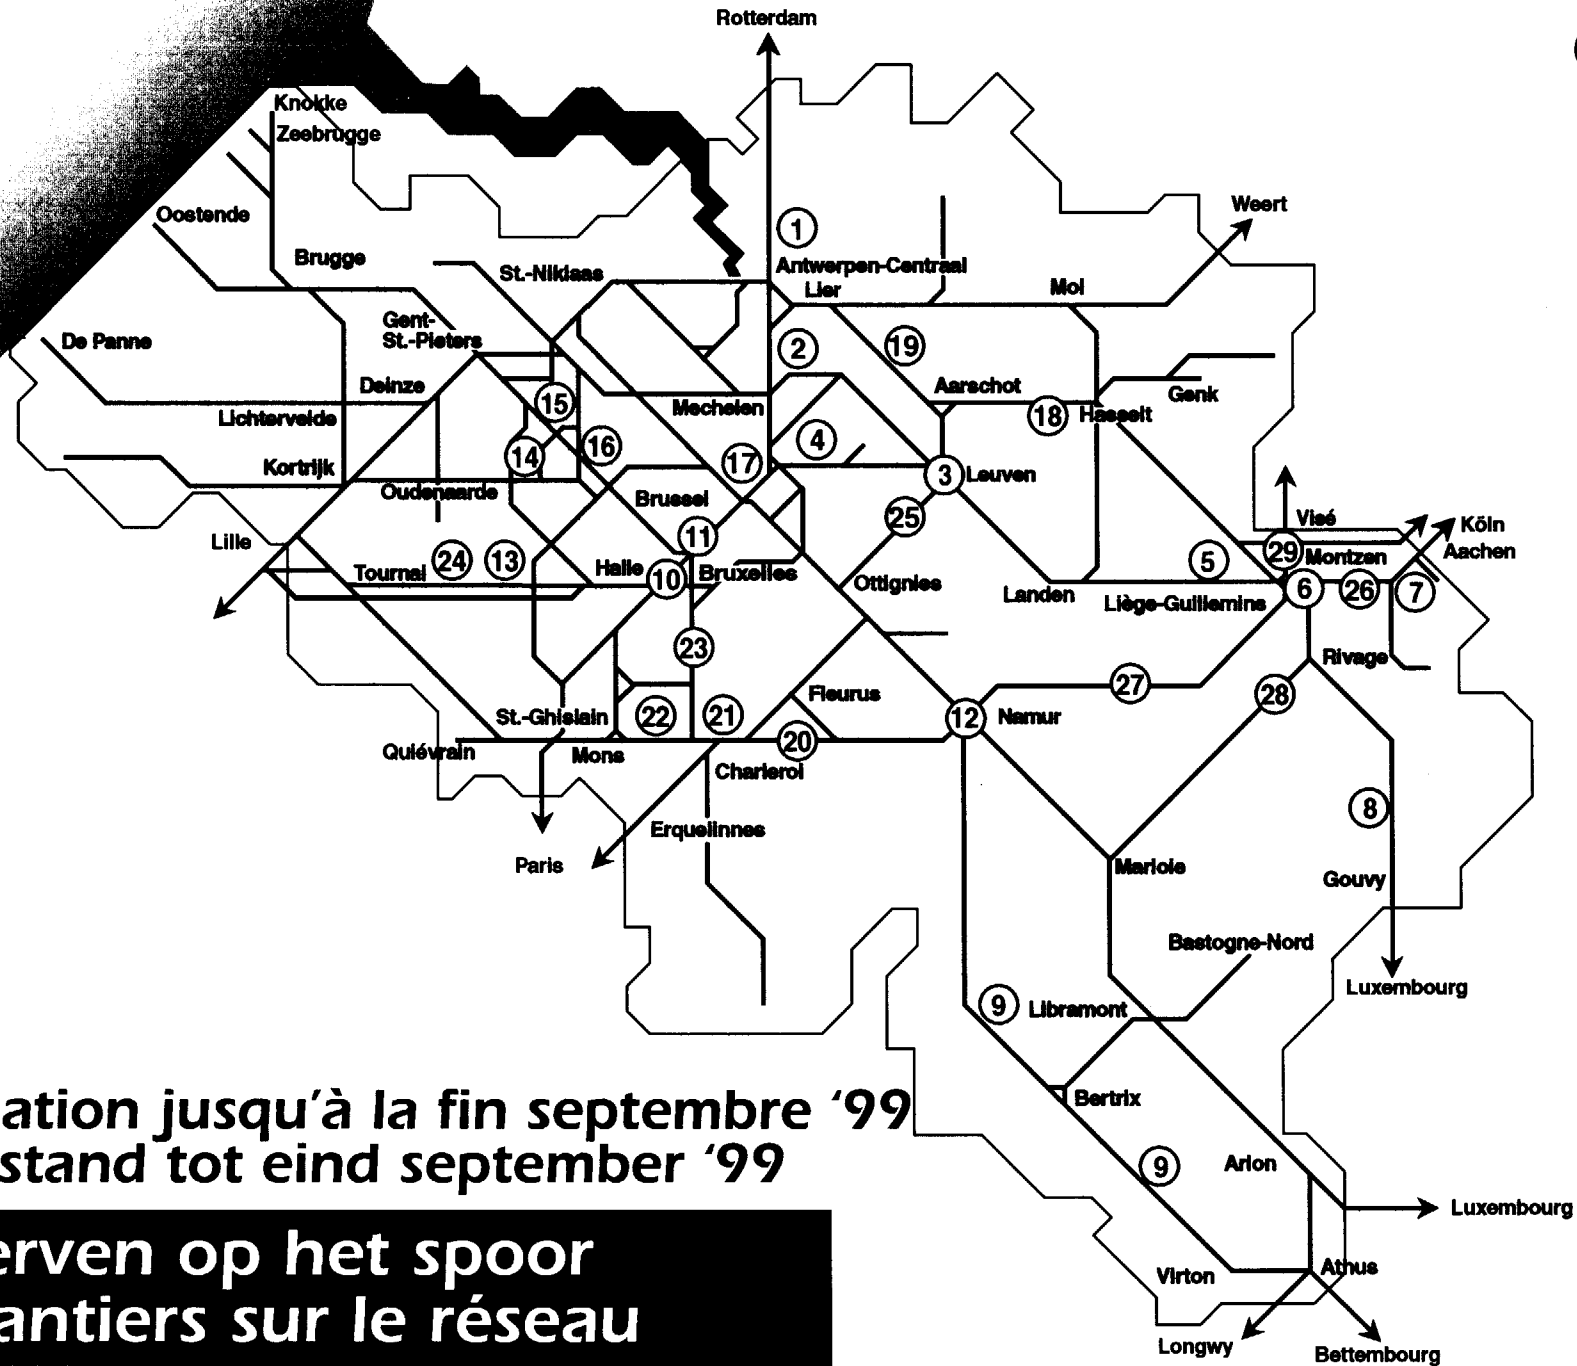 Rotterdam
Knokke
Zeebrugge
Weert
Oostende
1
Brugge
Antwerpen-Centraal
St.-Niklaas
Lier
Mol
Gent-
St.-Pieters
De Panne
2
19
Deinze
Aarschot
Genk
15
Mechelen
Lichtervelde
18
Hasselt
4
16
14
17
Kortrijk
3
Leuven
Oudenaarde
Brussel
25
Visé
Köln
11
Lille
29
Montzen
Aachen
24
13
5
Halle
Tournai
Bruxelles
10
Ottignies
6
26
7
Landen
Liège-Guillemins
23
Rivage
27
Fleurus
28
St.-Ghislain
22
21
12
Namur
20
Quiévrain
Mons
Charleroi
8
Erquelinnes
Paris
Marloie
Gouvy
Bastogne-Nord
Luxembourg
9
Libramont
Bertrix
9
Arlon
Luxembourg
Virton
Athus
Longwy
Bettembourg
ation jusqu’à la fin septembre ‘99
stand tot eind september ‘99
erven op het spoor
antiers sur le réseau